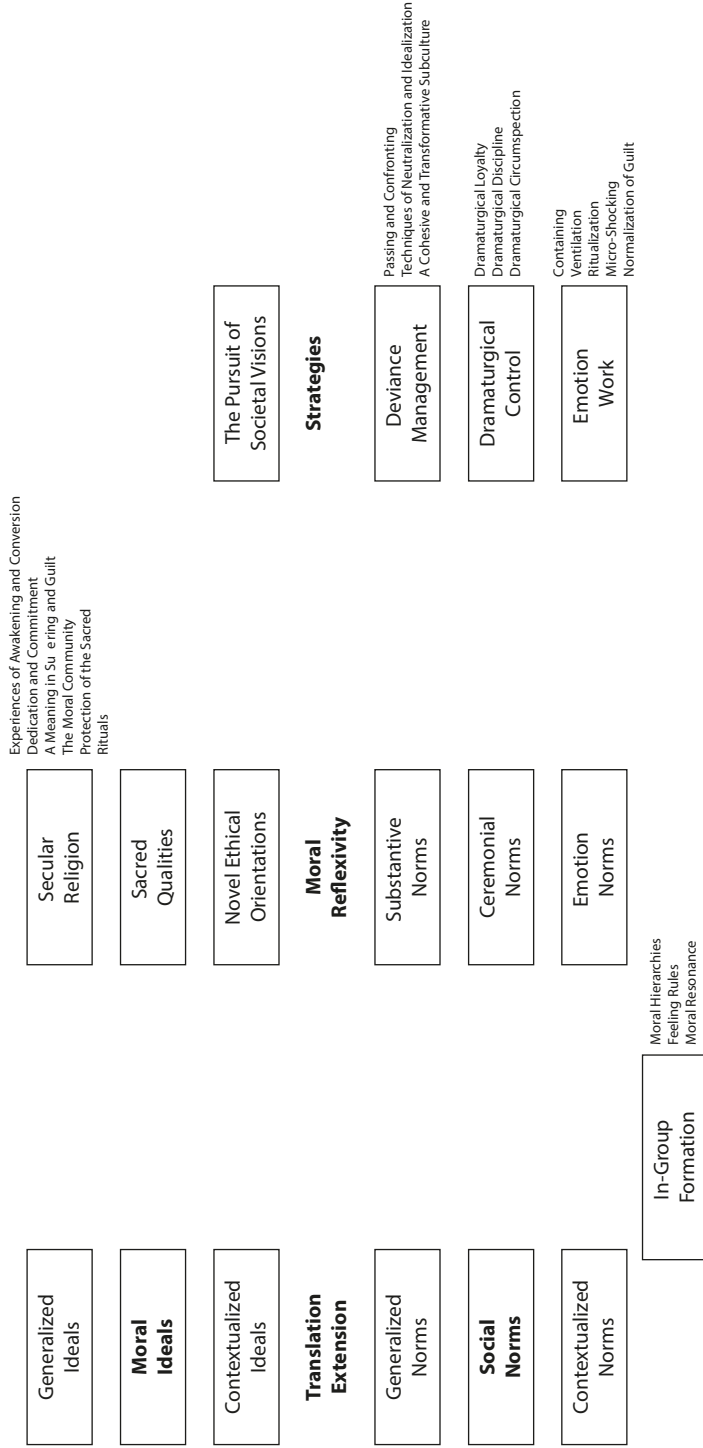 Generalized
Ideals
Moral
Ideals
Contextualized
Ideals
Translation
Extension
Generalized
Norms
Social
Norms
Contextualized
Norms
In-Group
Formation
Moral Hierarchies
Feeling Rules
Moral Resonance
Secular
Religion
Experiences of Awakening and Conversion
Dedication and Commitment
A Meaning in Su ering and Guilt
The Moral Community
Protection of the Sacred
Rituals
Sacred
Qualities
Novel Ethical
Orientations
Moral
Reflexivity
Substantive
Norms
Ceremonial
Norms
Emotion
Norms
The Pursuit of
Societal Visions
Strategies
Deviance
Management
Passing and Confronting
Techniques of Neutralization and Idealization
A Cohesive and Transformative Subculture
Dramaturgical
Control
Dramaturgical Loyalty
Dramaturgical Discipline
Dramaturgical Circumspection
Emotion
Work
Containing
Ventilation
Ritualization
Micro-Shocking
Normalization of Guilt